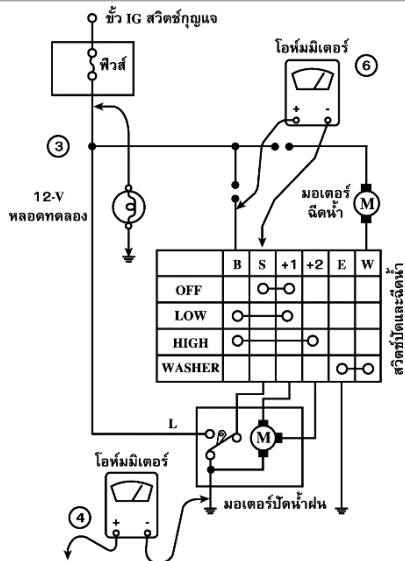 ขั้ว IG สวิตช์กุญแจ
ฟิวส์
โอห์มมิเตอร์
6
+ -
3
12-V
หลอดทดลอง
มอเตอร์
ฉีดน้ำ
M
B S +1 +2 E W
OFF
LOW
HIGH
WASHER
สวิตช์ปัดและฉีดน้ำ
L
M
มอเตอร์ปัดน้ำฝน
โอห์มมิเตอร์
4
+ -